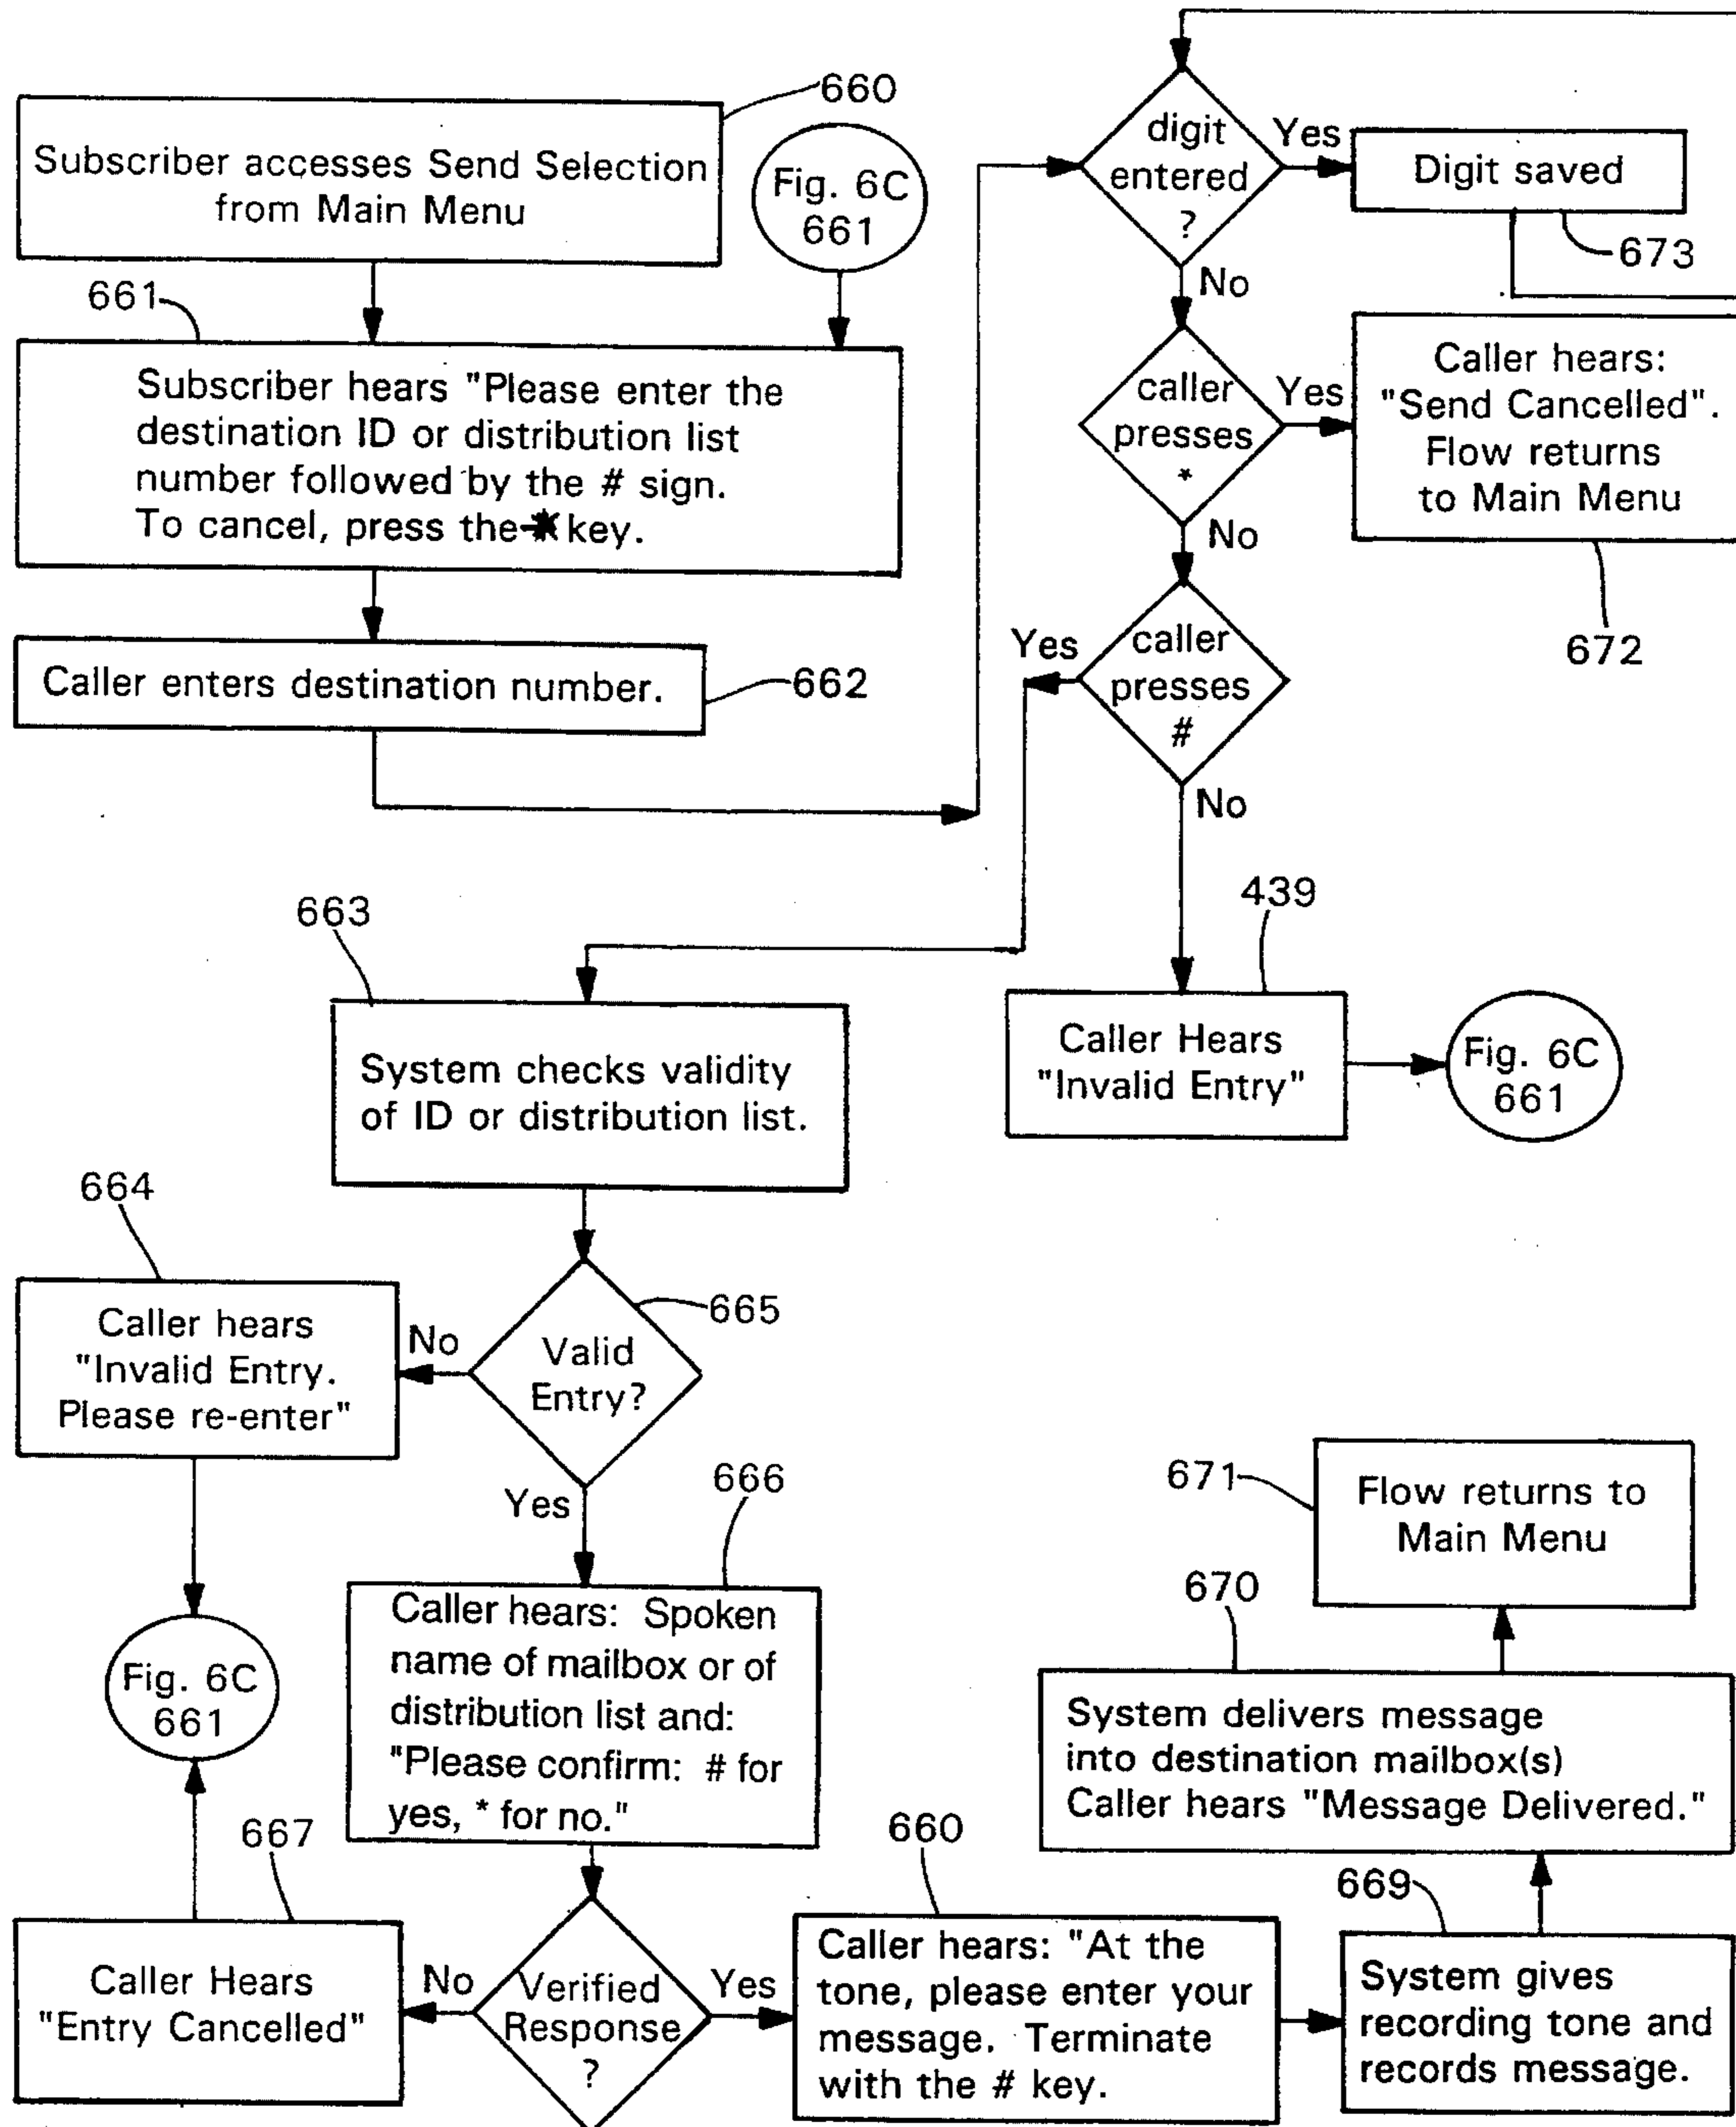 660
Subscriber accesses Send Selection
from Main Menu
Fig. 6C
661
661
Subscriber hears "Please enter the
destination ID or distribution list
number followed by the # sign.
To cancel, press the * key.
Caller enters destination number.
662
digit
entered
?
Yes
Digit saved
673
No
caller
presses
*
Yes
Caller hears:
"Send Cancelled".
Flow returns
to Main Menu
672
No
caller
presses
#
Yes
No
439
Caller Hears
"Invalid Entry"
Fig. 6C
661
663
System checks validity
of ID or distribution list.
664
Caller hears
"Invalid Entry.
Please re-enter"
No
Valid
Entry?
665
Yes
Fig. 6C
661
666
Caller hears: Spoken
name of mailbox or of
distribution list and:
"Please confirm: # for
yes, * for no."
667
Caller Hears
"Entry Cancelled"
No
Verified
Response
?
Yes
660
Caller hears: "At the
tone, please enter your
message. Terminate
with the # key.
669
System gives
recording tone and
records message.
670
System delivers message
into destination mailbox(s)
Caller hears "Message Delivered."
671
Flow returns to
Main Menu